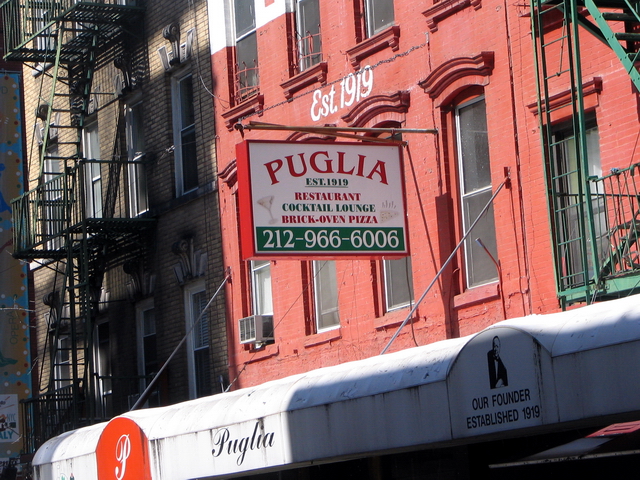 Est. 1919
PUGLIA
EST.1919
RESTAURANT
COCKTAIL LOUNGE
BRICK-OVEN PIZZA
212-966-6006
OUR FOUNDER
ESTABLISHED 1919
Puglia
P